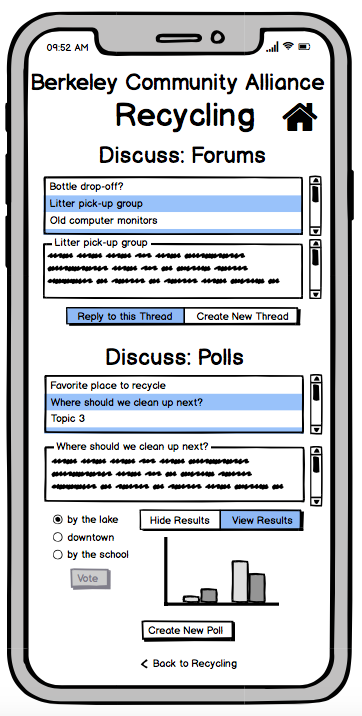 09:52 AM
Berkeley Community Alliance
Recycling
Discuss: Forums
Bottle drop-off?
Litter pick-up group
Old computer monitors
Litter pick-up group
Reply to this Thread
Create New Thread
Discuss: Polls
Favorite place to recycle
Where should we clean up next?
Topic 3
Where should we clean up next?
by the lake
downtown
by the school
Vote
Hide Results
View Results
Create New Poll
< Back to Recycling